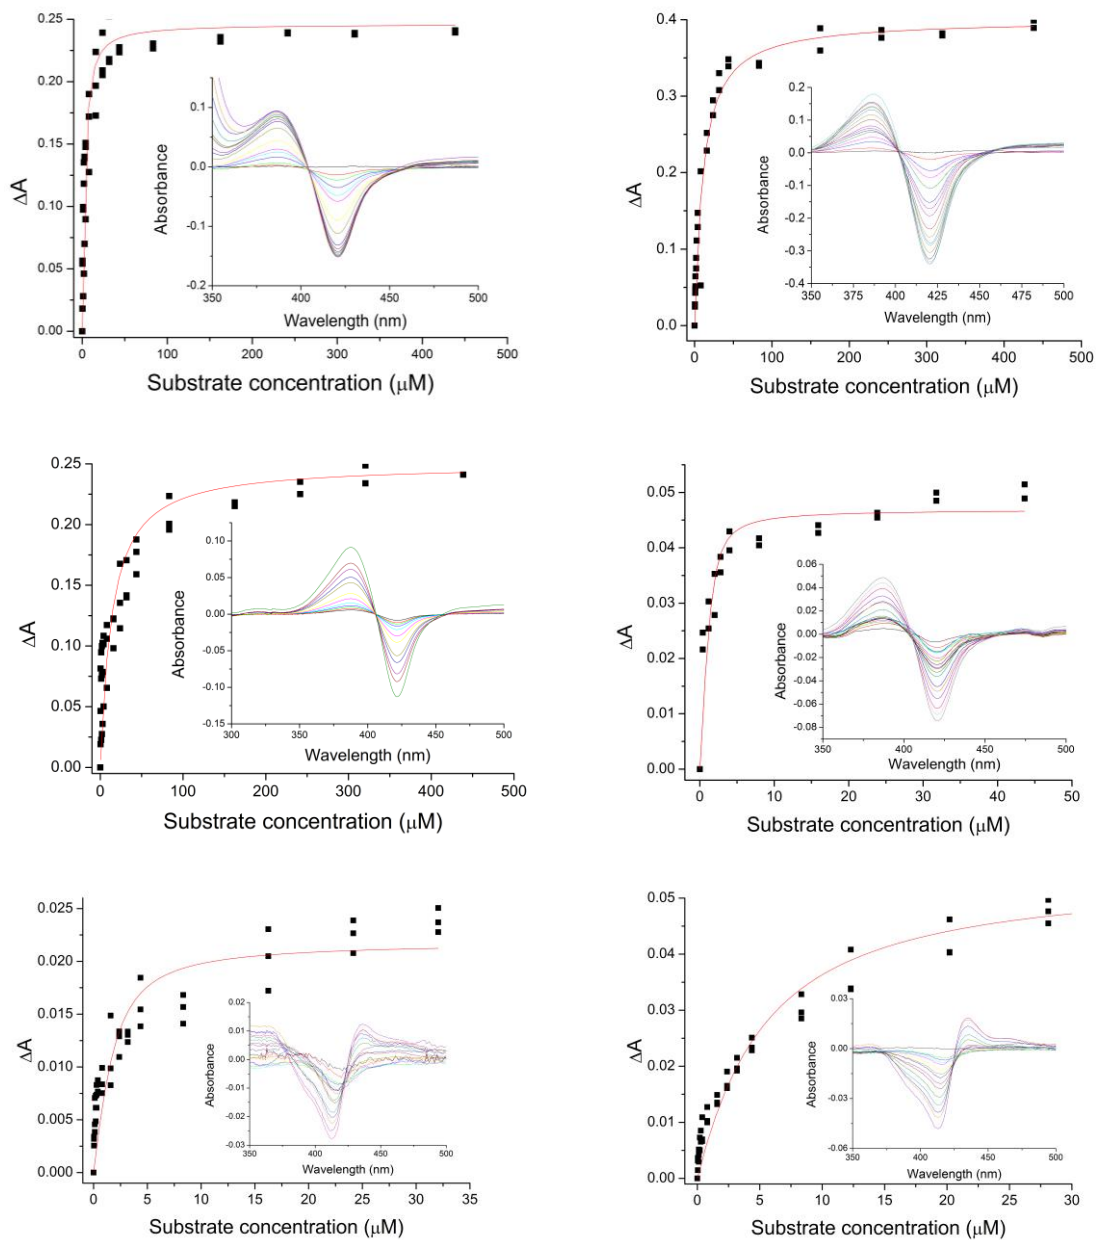 0.25
0.20
0.15
0.10
0.05
0.00
ΔA
0 100 200 300 400 500
Substrate concentration (μM)
0.1
0.0
-0.1
-0.2
Absorbance
350 400 450 500
Wavelength (nm)
0.4
0.3
0.2
0.1
0.0
ΔA
0 100 200 300 400 500
Substrate concentration (μM)
0.2
0.1
0.0
-0.1
-0.2
-0.3
-0.4
Absorbance
350 375 400 425 450 475 500
Wavelength (nm)
0.25
0.20
0.15
0.10
0.05
0.00
ΔA
0 100 200 300 400 500
Substrate concentration (μM)
0.10
0.05
0.00
-0.05
-0.10
-0.15
Absorbance
300 350 400 450 500
Wavelength (nm)
0.05
0.04
0.03
0.02
0.01
0.00
ΔA
0 10 20 30 40 50
Substrate concentration (μM)
0.06
0.04
0.02
0.00
-0.02
-0.04
-0.06
-0.08
Absorbance
350 400 450 500
Wavelength (nm)
0.025
0.020
0.015
0.010
0.005
0.000
ΔA
0 5 10 15 20 25 30 35
Substrate concentration (μM)
0.02
0.01
0.00
-0.01
-0.02
-0.03
Absorbance
350 400 450 500
Wavelength (nm)
0.05
0.04
0.03
0.02
0.01
0.00
ΔA
0 5 10 15 20 25 30
Substrate concentration (μM)
0.03
0.00
-0.03
-0.06
Absorbance
350 400 450 500
Wavelength (nm)